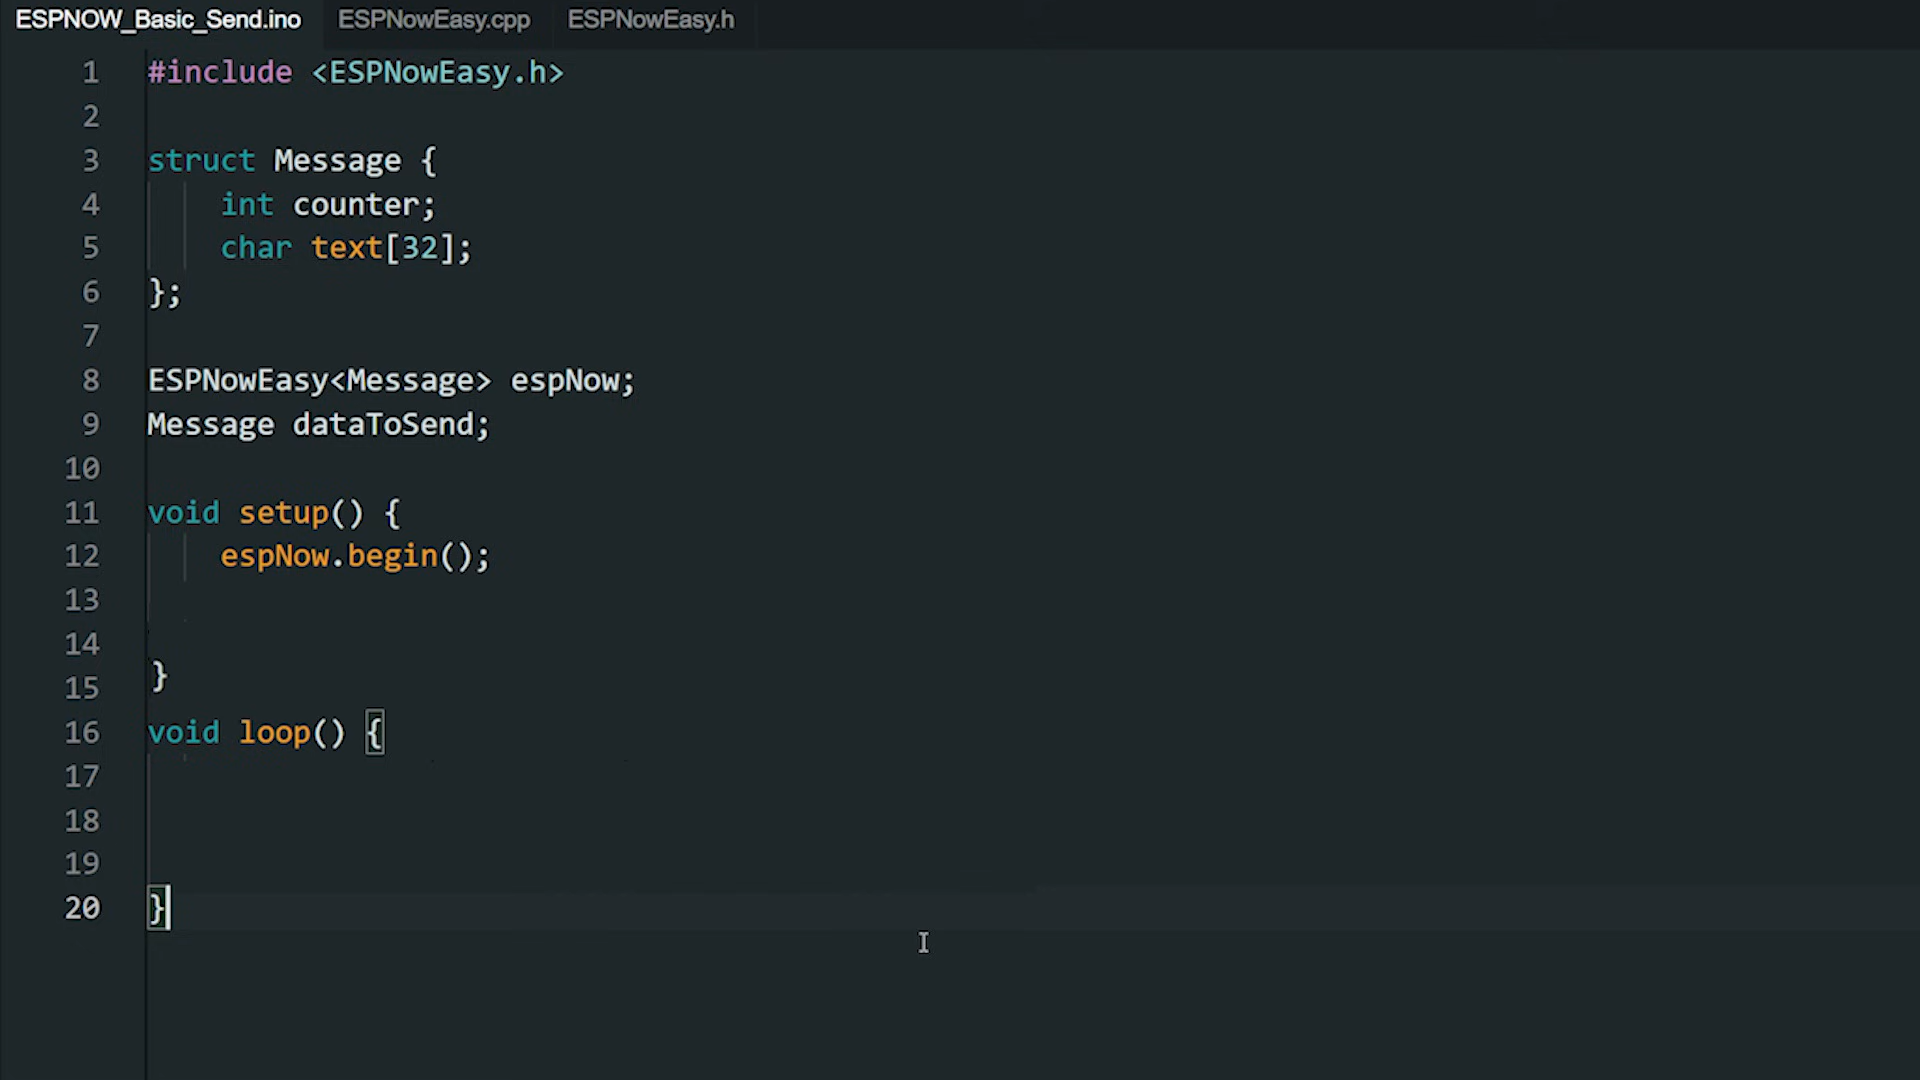 ESPNOW_Basic_Send.ino ESPNowEasy.cpp ESPNowEasy.h
1 #include <ESPNowEasy.h>
2
3 struct Message {
4 int counter;
5 char text[32];
6 };
7
8 ESPNowEasy<Message> espNow;
9 Message dataToSend;
10
11 void setup() {
12 espNow.begin();
13
14
15 }
16 void loop() {
17
18
19
20 }